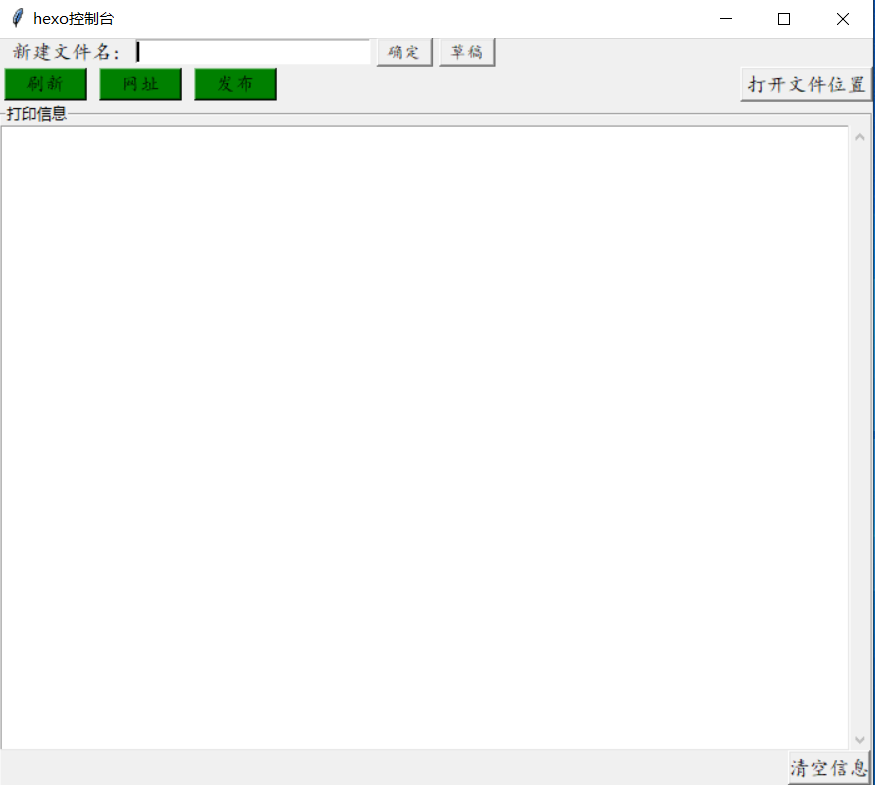 hexo控制台
新建文件名： 确定 草稿
刷新 网址 发布 打开文件位置
打印信息
清空信息